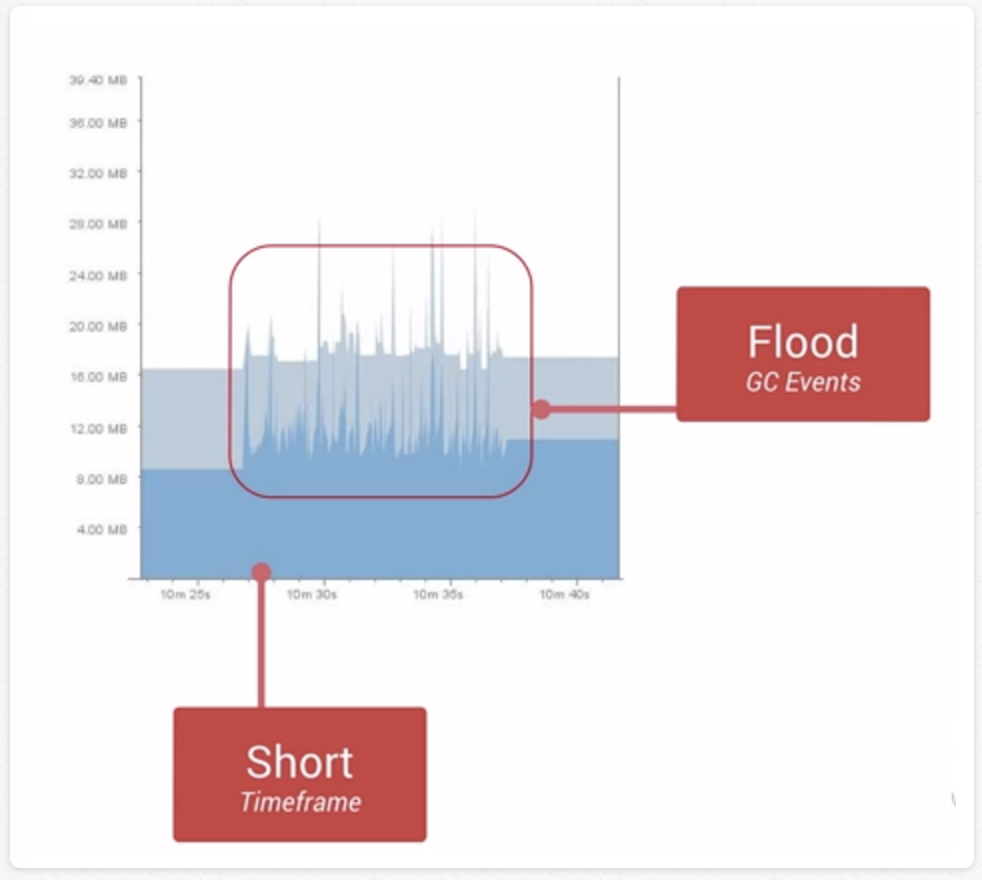 39.40 MB
36.00 MB
32.00 MB
28.00 MB
24.00 MB
20.00 MB
16.00 MB
12.00 MB
8.00 MB
4.00 MB
10m 25s
10m 30s
10m 35s
10m 40s
Flood
GC Events
Short
Timeframe